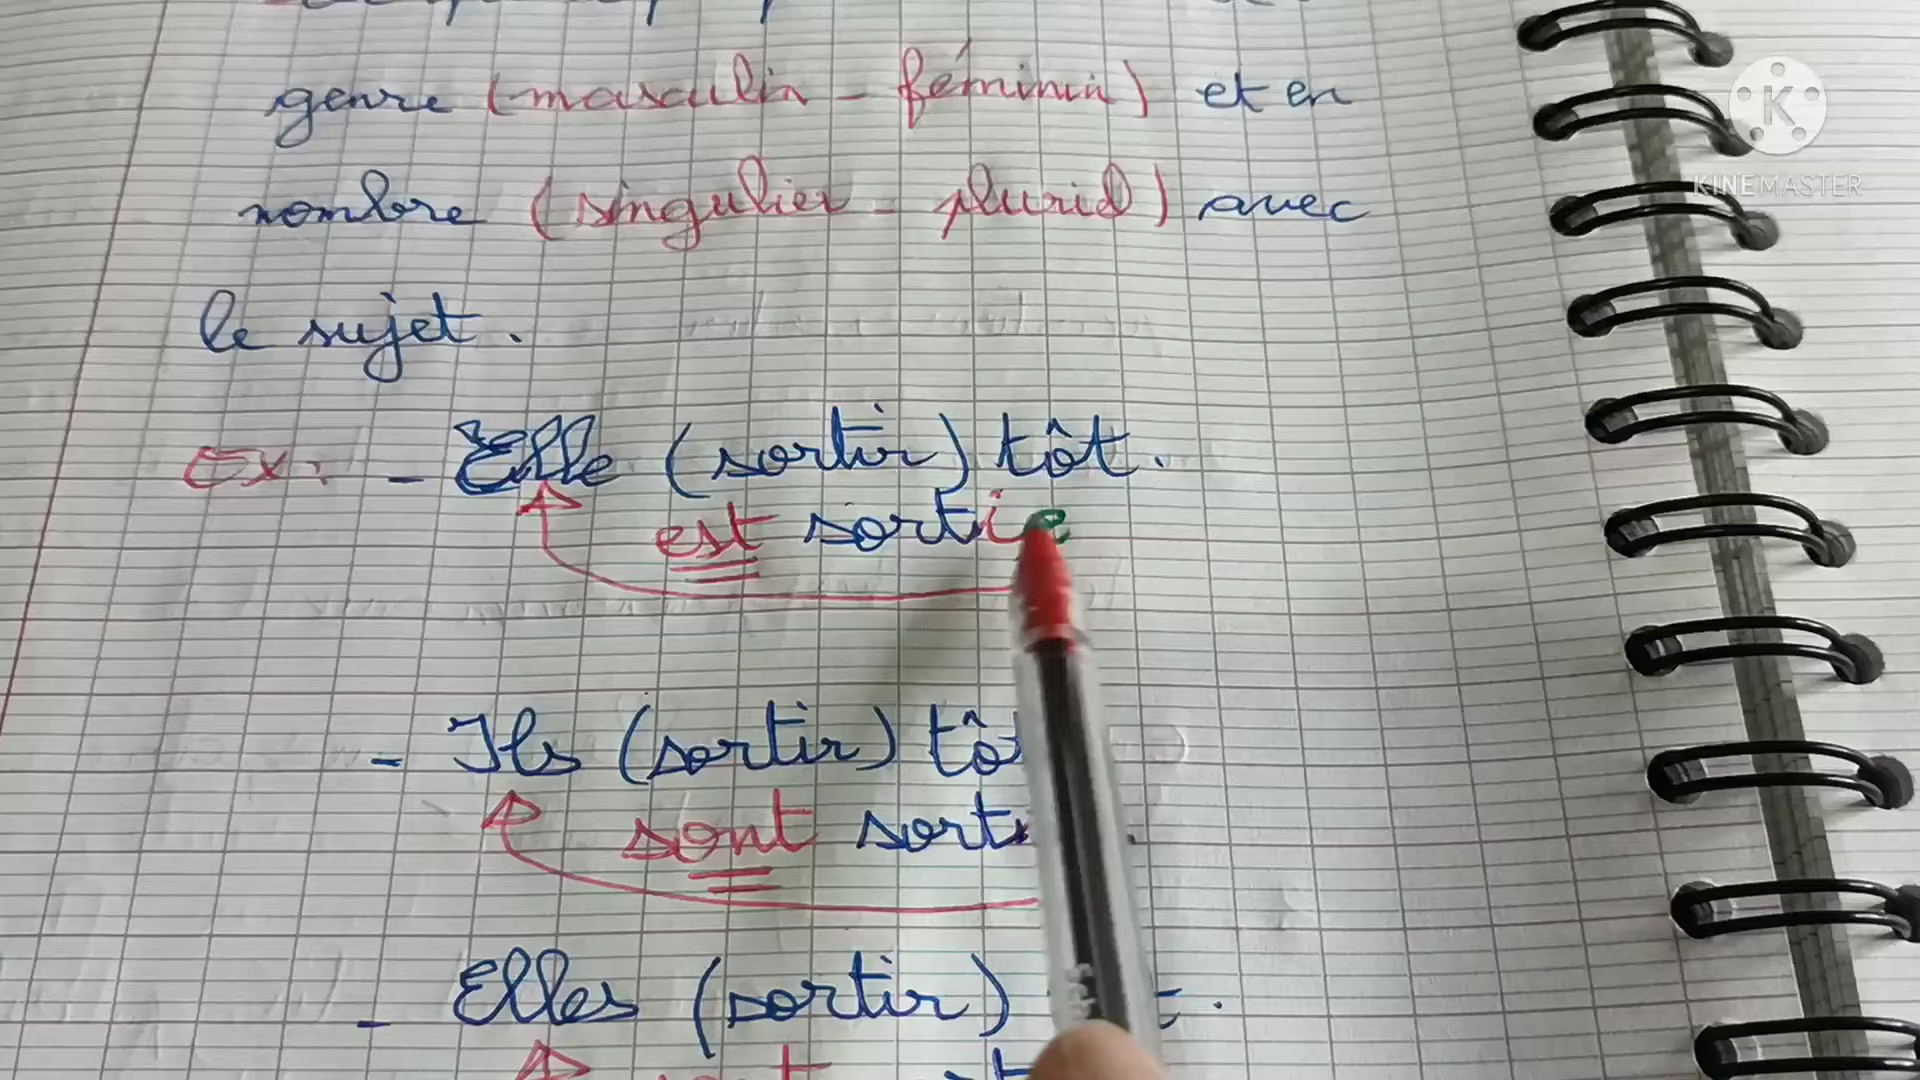 genre (masculin - féminin) et en
nombre (singulier - pluriel) avec
le sujet.
Ex: - Elle (sortir) tôt.
est sortie
- Ils (sortir)
sont
- Elles (sortir)
KINEMASTER